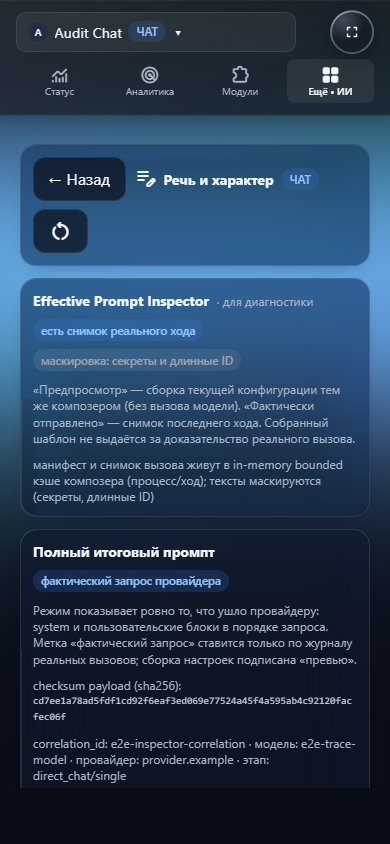 A Audit Chat ЧАТ ▾
Статус Аналитика Модули Ещё • ИИ
← Назад Речь и характер ЧАТ
Effective Prompt Inspector · для диагностики
есть снимок реального хода
маскировка: секреты и длинные ID
«Предпросмотр» — сборка текущей конфигурации тем
же композером (без вызова модели). «Фактически
отправлено» — снимок последнего хода. Собранный
шаблон не выдаётся за доказательство реального вызова.
манифест и снимок вызова живут в in-memory bounded
кэше композера (процесс/ход); тексты маскируются
(секреты, длинные ID)
Полный итоговый промпт
фактический запрос провайдера
Режим показывает ровно то, что ушло провайдеру:
system и пользовательские блоки в порядке запроса.
Метка «фактический запрос» ставится только по журналу
реальных вызовов; сборка настроек подписана «превью».
checksum payload (sha256):
cd7ee1a78ad5fdf1cd92f6eaf3ed069e77524a45f4a595ab4c92120fac
fec06f
correlation_id: e2e-inspector-correlation · модель: e2e-trace-
model · провайдер: provider.example · этап:
direct_chat/single